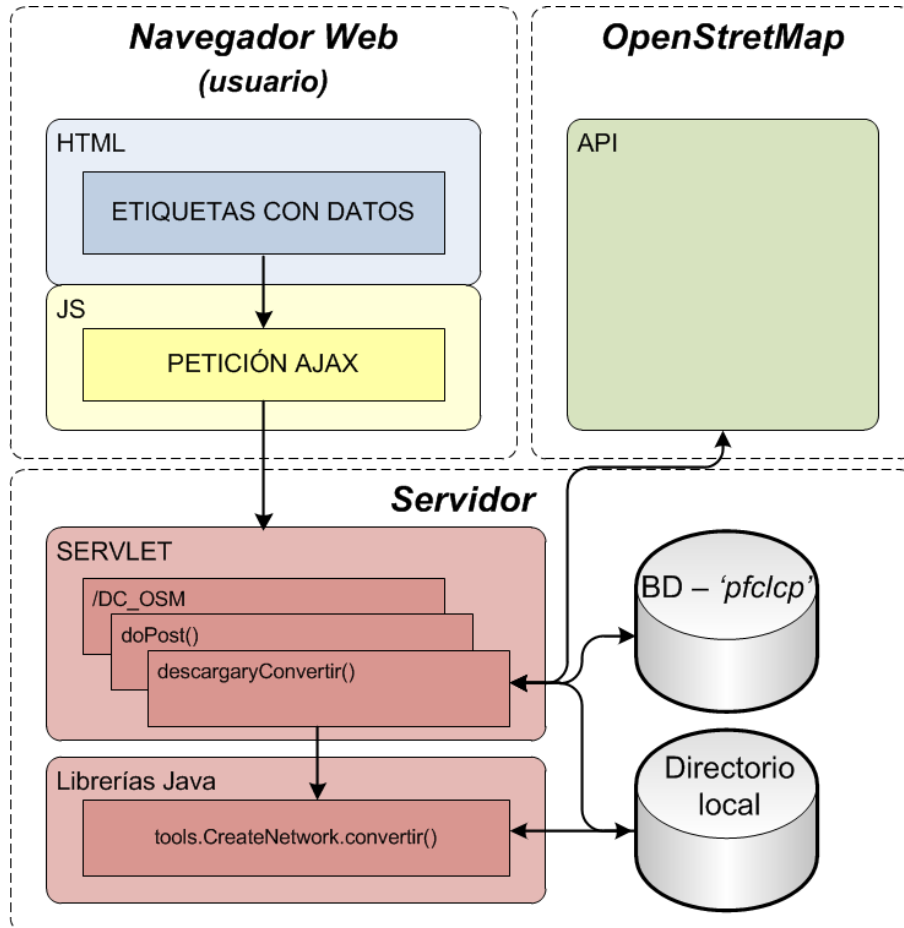 Navegador Web
(usuario)
HTML
ETIQUETAS CON DATOS
JS
PETICIÓN AJAX
OpenStretMap
API
Servidor
SERVLET
/DC_OSM
doPost()
descargaryConvertir()
Librerías Java
tools.CreateNetwork.convertir()
BD – ‘pfclcp’
Directorio
local